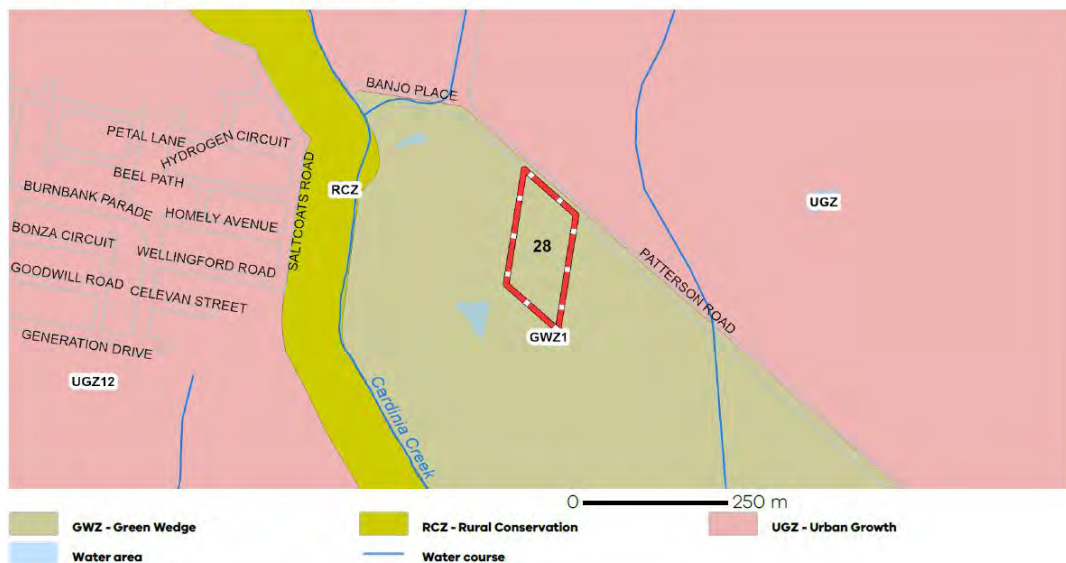 BANJO PLACE
PETAL LANE
HYDROGEN CIRCUIT
BEEL PATH
SALTCOATS ROAD
RCZ
UGZ
BURNBANK PARADE
HOMELY AVENUE
BONZA CIRCUIT
WELLINGFORD ROAD
28
PATTERSON ROAD
GOODWILL ROAD
CELEVAN STREET
GENERATION DRIVE
GWZ1
UGZ12
Cardinia Creek
0 250 m
GWZ - Green Wedge
RCZ - Rural Conservation
UGZ - Urban Growth
Water area
Water course